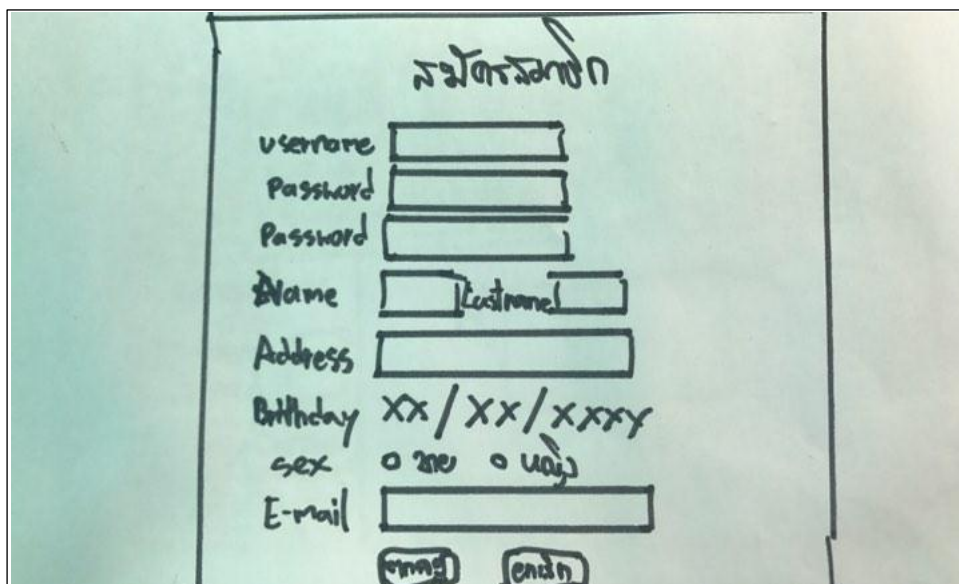 สมัครสมาชิก
username
Password
Password
Name Lastname
Address
Birthday XX/XX/XXXX
sex ชาย หญิง
E-mail
ตกลง ยกเลิก